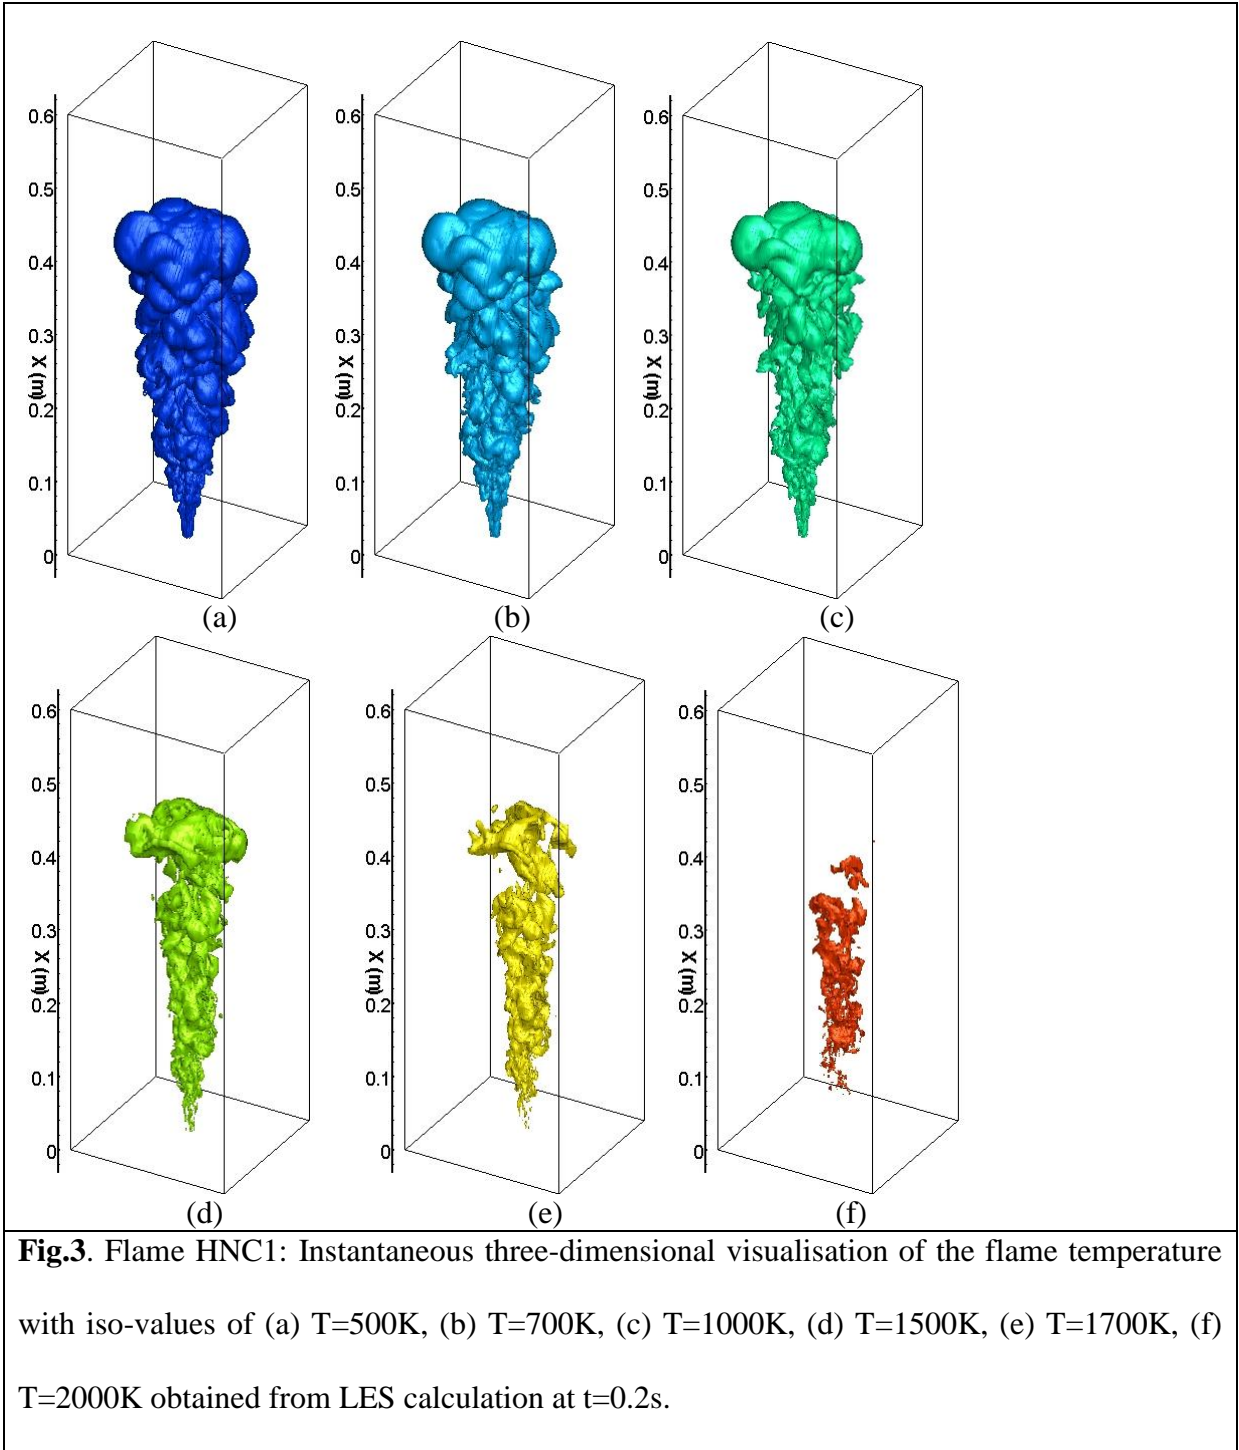 0.6 0.6 0.6
0.5 0.5 0.5
0.4 0.4 0.4
0.3 0.3 0.3
X (m) X (m) X (m)
0.2 0.2 0.2
0.1 0.1 0.1
0 0 0
(a) (b) (c)
0.6 0.6 0.6
0.5 0.5 0.5
0.4 0.4 0.4
0.3 0.3 0.3
X (m) X (m) X (m)
0.2 0.2 0.2
0.1 0.1 0.1
0 0 0
(d) (e) (f)
Fig.3. Flame HNC1: Instantaneous three-dimensional visualisation of the flame temperature
with iso-values of (a) T=500K, (b) T=700K, (c) T=1000K, (d) T=1500K, (e) T=1700K, (f)
T=2000K obtained from LES calculation at t=0.2s.